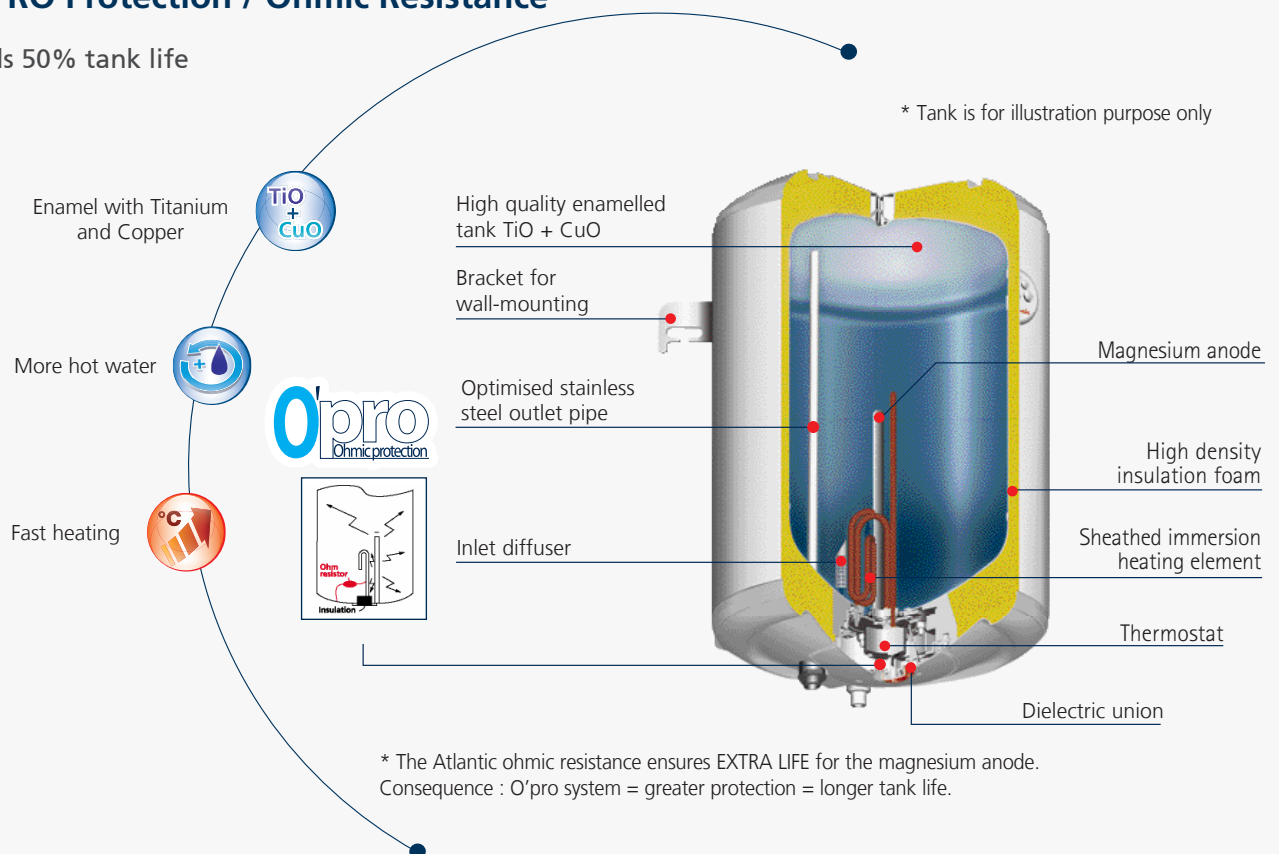 RO Protection / Ohmic Resistance
ls 50% tank life
* Tank is for illustration purpose only
Enamel with Titanium
and Copper
TiO
+
CuO
More hot water
+
Fast heating
°C
O'pro
Ohmic protection
Ohm
resistor
Insulation
High quality enamelled
tank TiO + CuO
Bracket for
wall-mounting
Optimised stainless
steel outlet pipe
Inlet diffuser
Magnesium anode
High density
insulation foam
Sheathed immersion
heating element
Thermostat
Dielectric union
* The Atlantic ohmic resistance ensures EXTRA LIFE for the magnesium anode.
Consequence : O'pro system = greater protection = longer tank life.